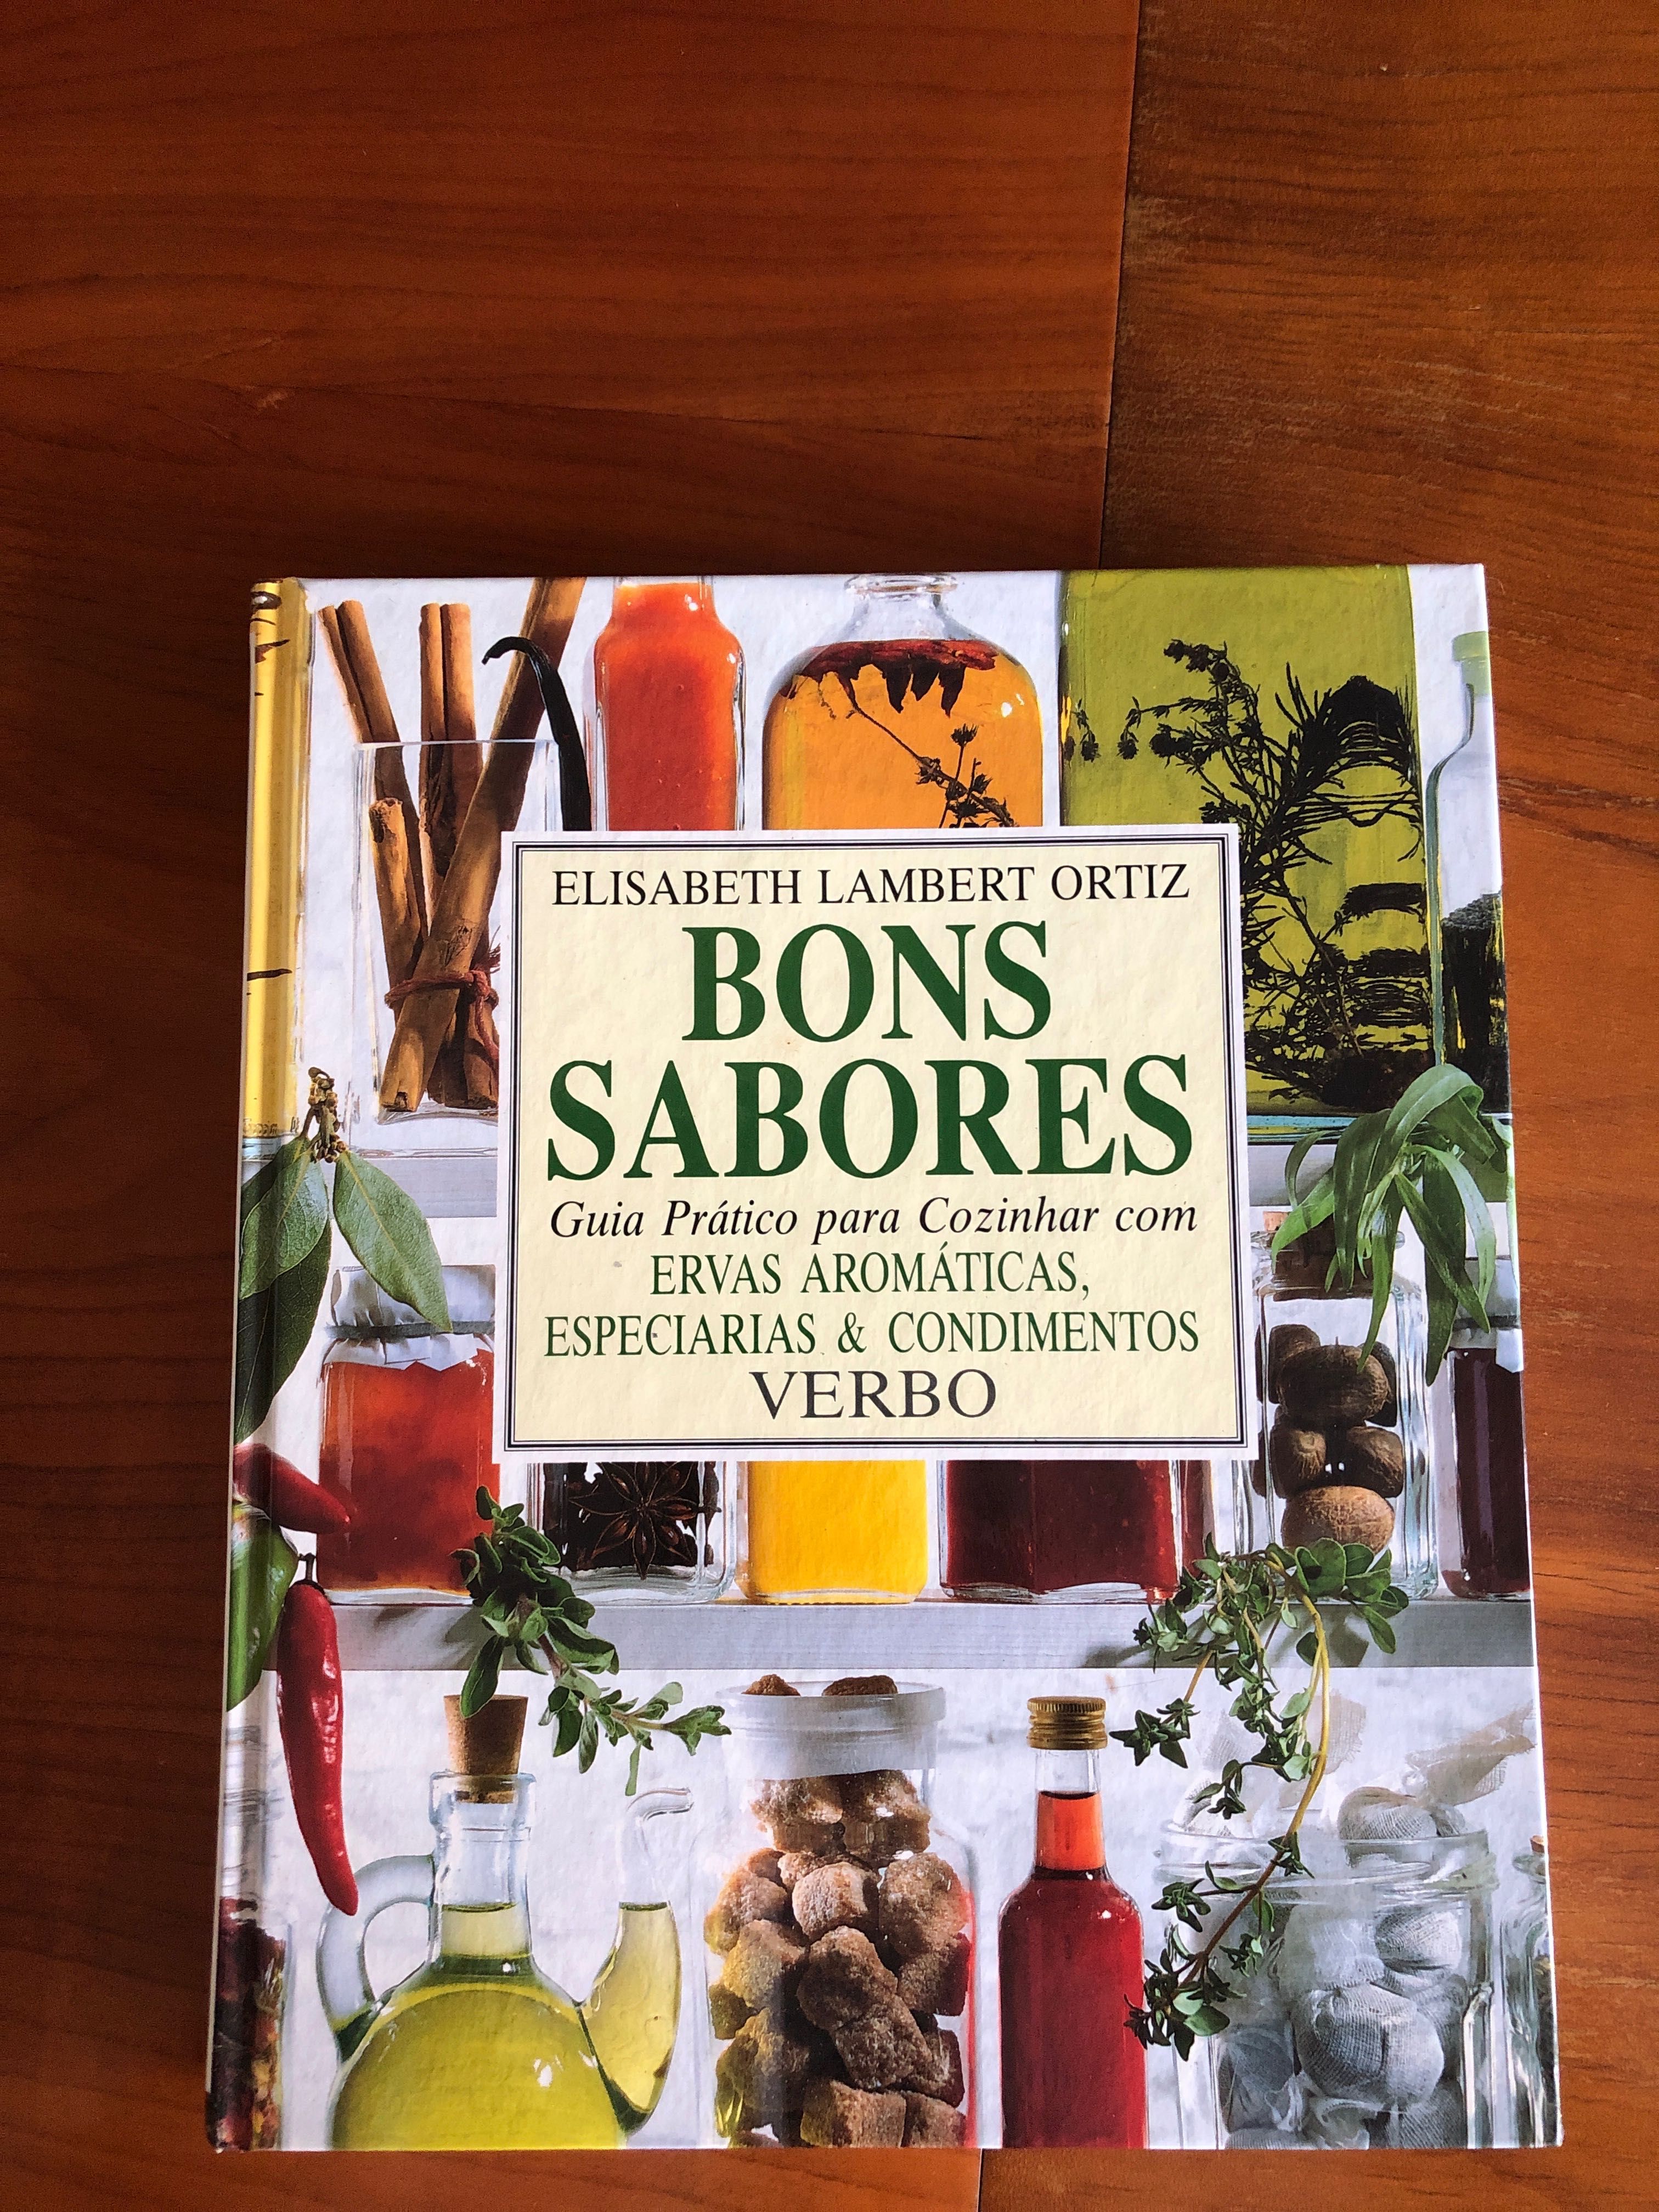 ELISABETH LAMBERT ORTIZ
BONS
SABORES
Guia Prático para Cozinhar com
ERVAS AROMÁTICAS,
ESPECIARIAS & CONDIMENTOS
VERBO